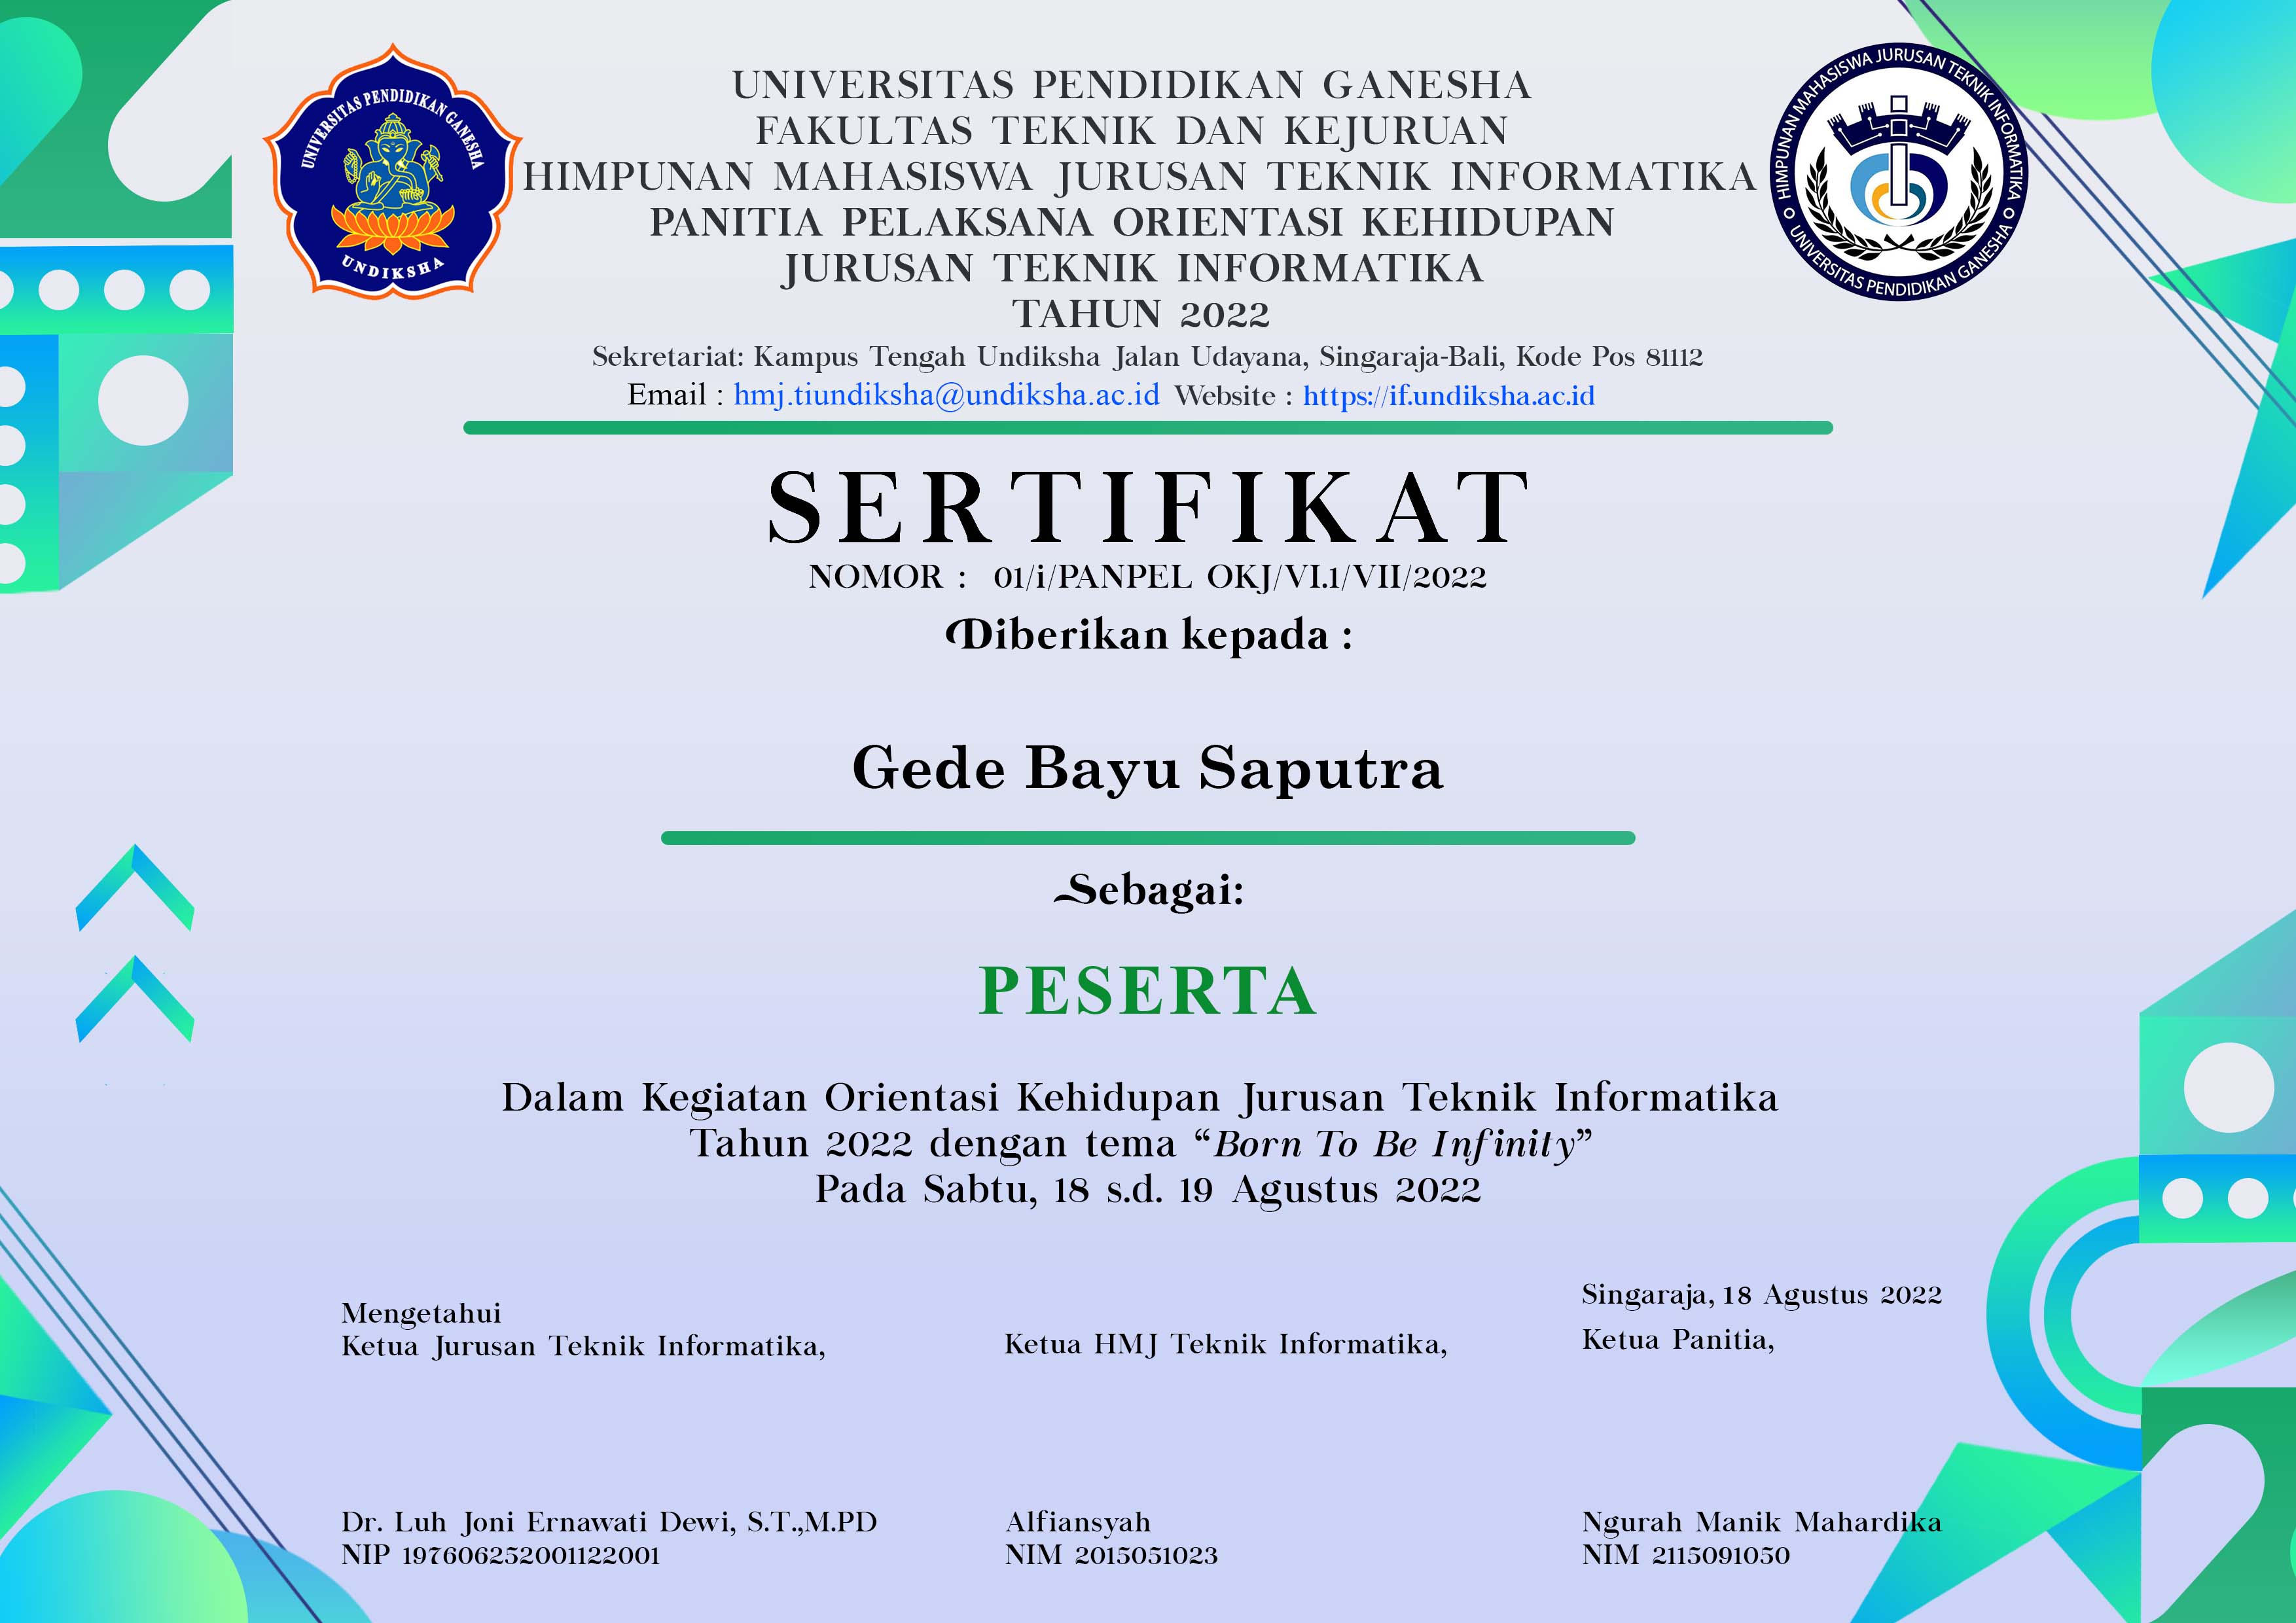 UNIVERSITAS PENDIDIKAN GANESHA
UNDIKSHA
HIMPUNAN MAHASISWA JURUSAN TEKNIK INFORMATIKA
UNIVERSITAS PENDIDIKAN GANESHA
UNIVERSITAS PENDIDIKAN GANESHA
FAKULTAS TEKNIK DAN KEJURUAN
HIMPUNAN MAHASISWA JURUSAN TEKNIK INFORMATIKA
PANITIA PELAKSANA ORIENTASI KEHIDUPAN
JURUSAN TEKNIK INFORMATIKA
TAHUN 2022
Sekretariat: Kampus Tengah Undiksha Jalan Udayana, Singaraja-Bali, Kode Pos 81112
Email : hmj.tiundiksha@undiksha.ac.id Website : https://if.undiksha.ac.id
SERTIFIKAT
NOMOR : 01/i/PANPEL OKJ/VI.1/VII/2022
Diberikan kepada :
Gede Bayu Saputra
Sebagai:
PESERTA
Dalam Kegiatan Orientasi Kehidupan Jurusan Teknik Informatika
Tahun 2022 dengan tema “Born To Be Infinity”
Pada Sabtu, 18 s.d. 19 Agustus 2022
Mengetahui
Ketua Jurusan Teknik Informatika,
Dr. Luh Joni Ernawati Dewi, S.T.,M.PD
NIP 197606252001122001
Ketua HMJ Teknik Informatika,
Alfiansyah
NIM 2015051023
Singaraja, 18 Agustus 2022
Ketua Panitia,
Ngurah Manik Mahardika
NIM 2115091050